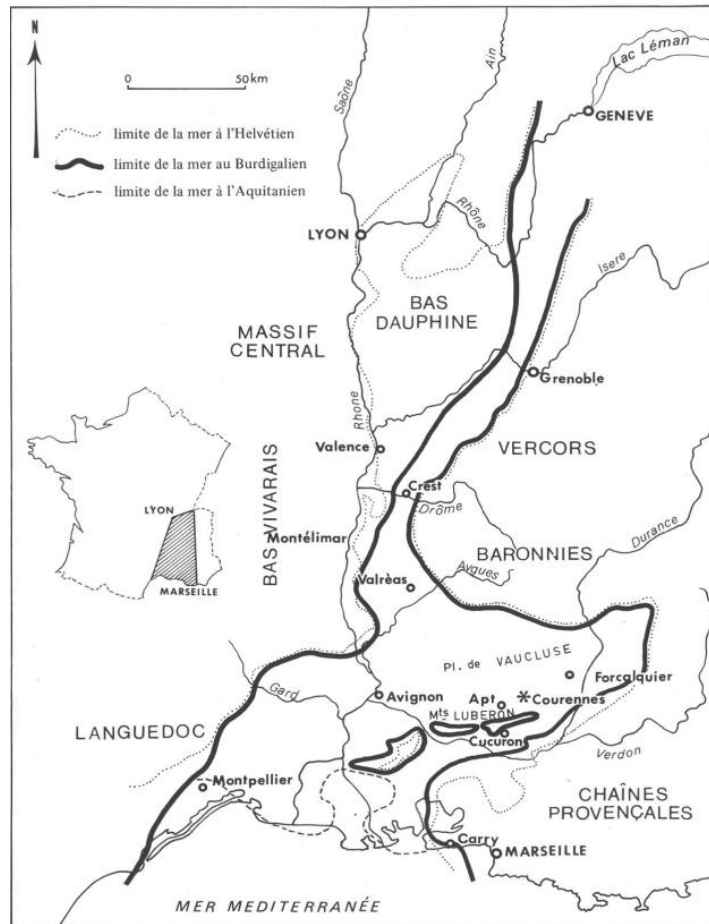 N
0
50km
limite de la mer à l'Helvétien
limite de la mer au Burdigalien
limite de la mer à l'Aquitanien
Saône
Ain
Lac Léman
GENEVE
LYON
Rhône
Isere
BAS
DAUPHINE
MASSIF
CENTRAL
Grenoble
Rhone
Valence
VERCORS
BAS VIVARAIS
Crest
Drôme
Durance
LYON
MARSEILLE
Montélimar
BARONNIES
Aygues
Valrèas
Pl. de VAUCLUSE
Forcalquier
Gard
Avignon
Apt
Courennes
Mts LUBERON
LANGUEDOC
Cucuron
Verdon
Montpellier
CHAÎNES
PROVENÇALES
Carry
MARSEILLE
MER MEDITERRANÉE